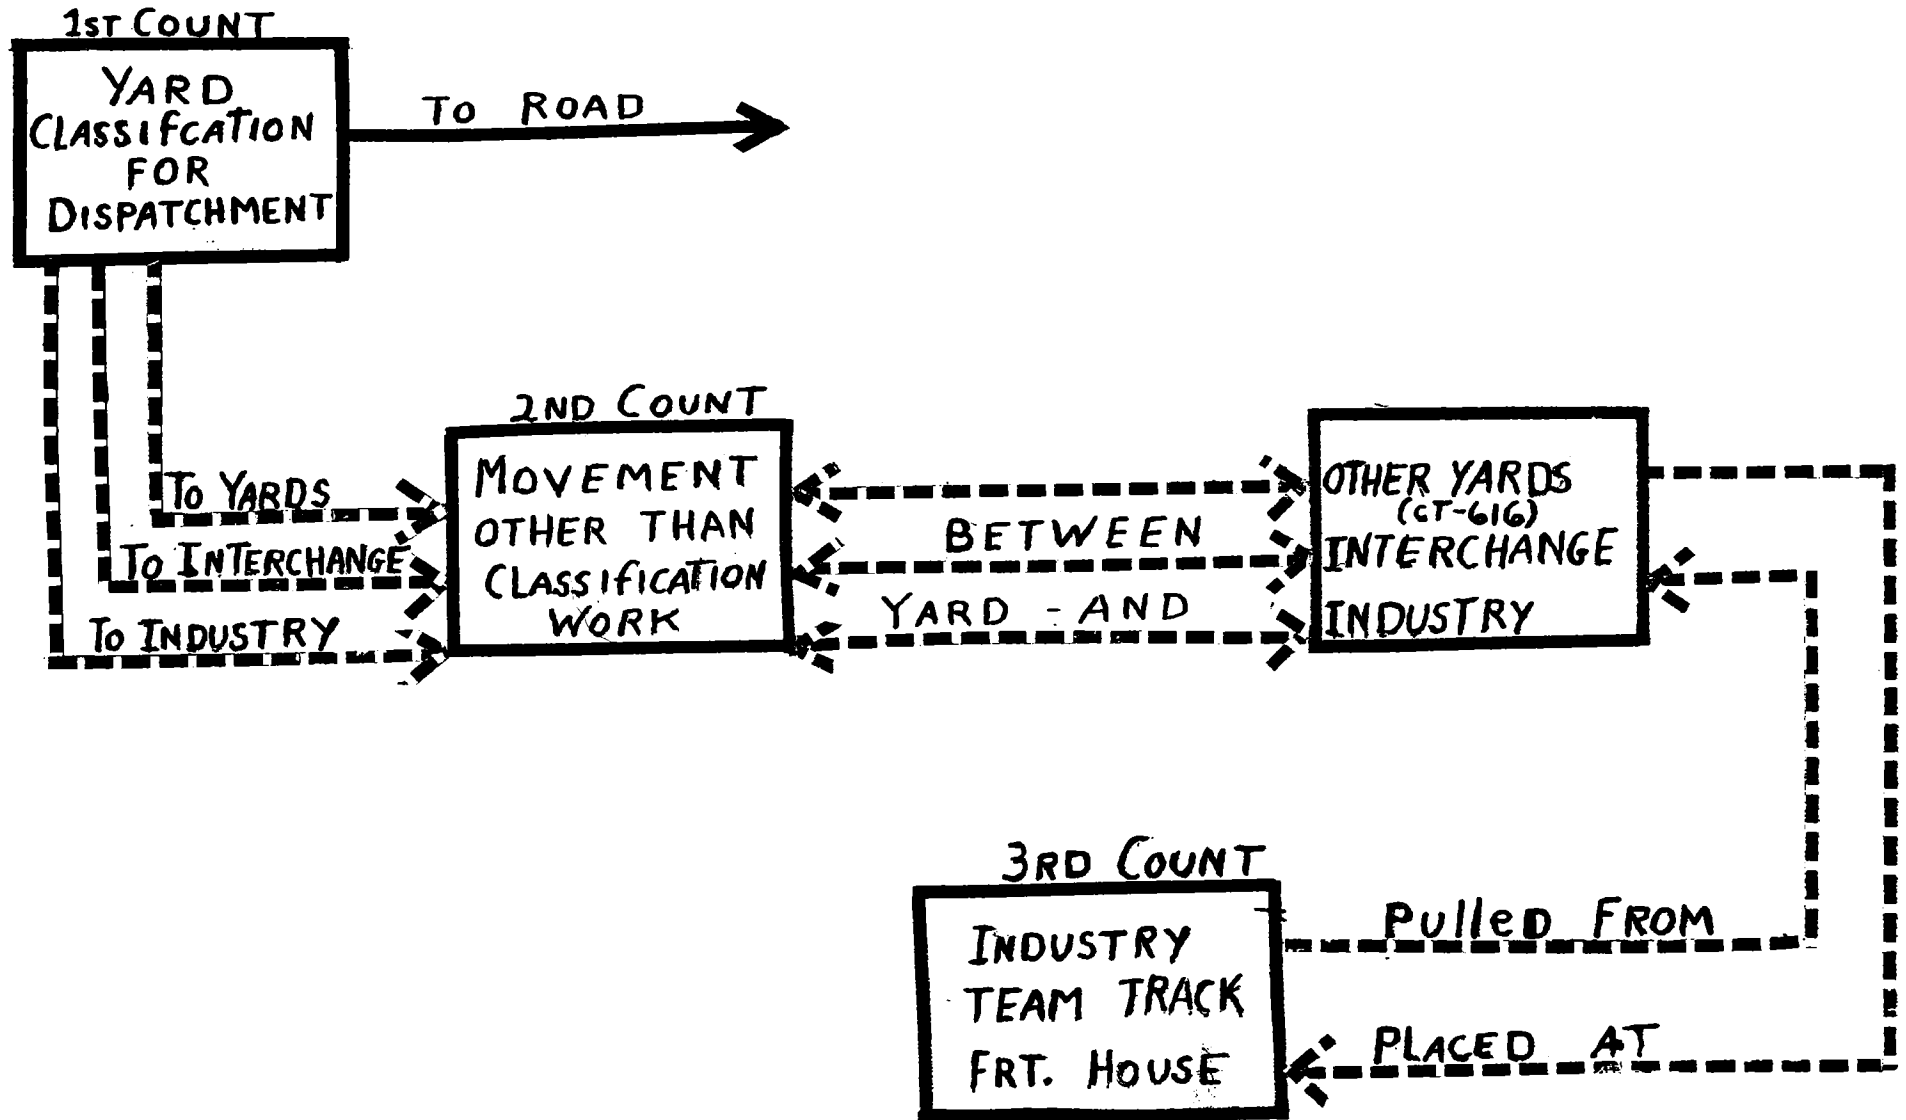 1ST COUNT
YARD
CLASSIFCATION
FOR
DISPATCHMENT
TO ROAD
2ND COUNT
MOVEMENT
OTHER THAN
CLASSIFICATION
WORK
TO YARDS
TO INTERCHANGE
TO INDUSTRY
BETWEEN
YARD - AND
OTHER YARDS
(CT-616)
INTERCHANGE
INDUSTRY
3RD COUNT
INDUSTRY
TEAM TRACK
FRT. HOUSE
PullED FROM
PLACED AT